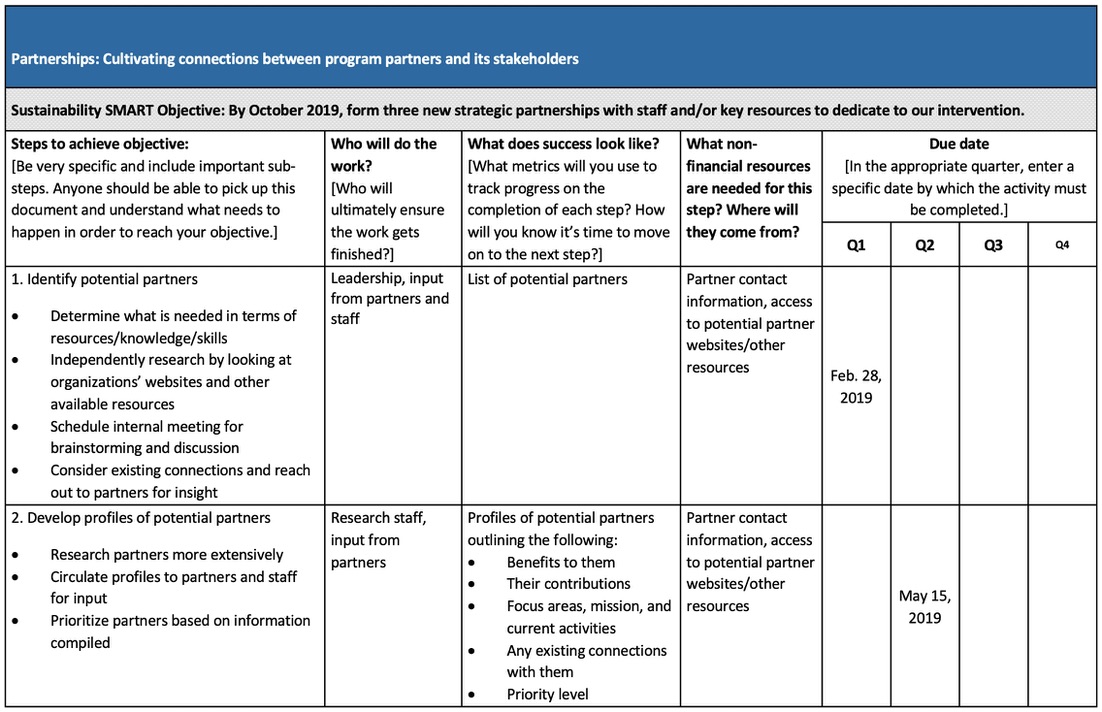 Partnerships: Cultivating connections between program partners and its stakeholders
Sustainability SMART Objective: By October 2019, form three new strategic partnerships with staff and/or key resources to dedicate to our intervention.
Steps to achieve objective:
[Be very specific and include important sub-
steps. Anyone should be able to pick up this
document and understand what needs to
happen in order to reach your objective.]
Who will do the
work?
[Who will
ultimately ensure
the work gets
finished?]
What does success look like?
[What metrics will you use to
track progress on the
completion of each step? How
will you know it's time to move
on to the next step?]
What non-
financial resources
are needed for this
step? Where will
they come from?
Due date
[In the appropriate quarter, enter a
specific date by which the activity must
be completed.]
Q1
Q2
Q3
Q4
1. Identify potential partners
• Determine what is needed in terms of
resources/knowledge/skills
• Independently research by looking at
organizations' websites and other
available resources
• Schedule internal meeting for
brainstorming and discussion
• Consider existing connections and reach
out to partners for insight
Leadership, input
from partners and
staff
List of potential partners
Partner contact
information, access
to potential partner
websites/other
resources
Feb. 28,
2019
2. Develop profiles of potential partners
• Research partners more extensively
• Circulate profiles to partners and staff
for input
• Prioritize partners based on information
compiled
Research staff,
input from
partners
Profiles of potential partners
outlining the following:
• Benefits to them
• Their contributions
• Focus areas, mission, and
current activities
• Any existing connections
with them
• Priority level
Partner contact
information, access
to potential partner
websites/other
resources
May 15,
2019